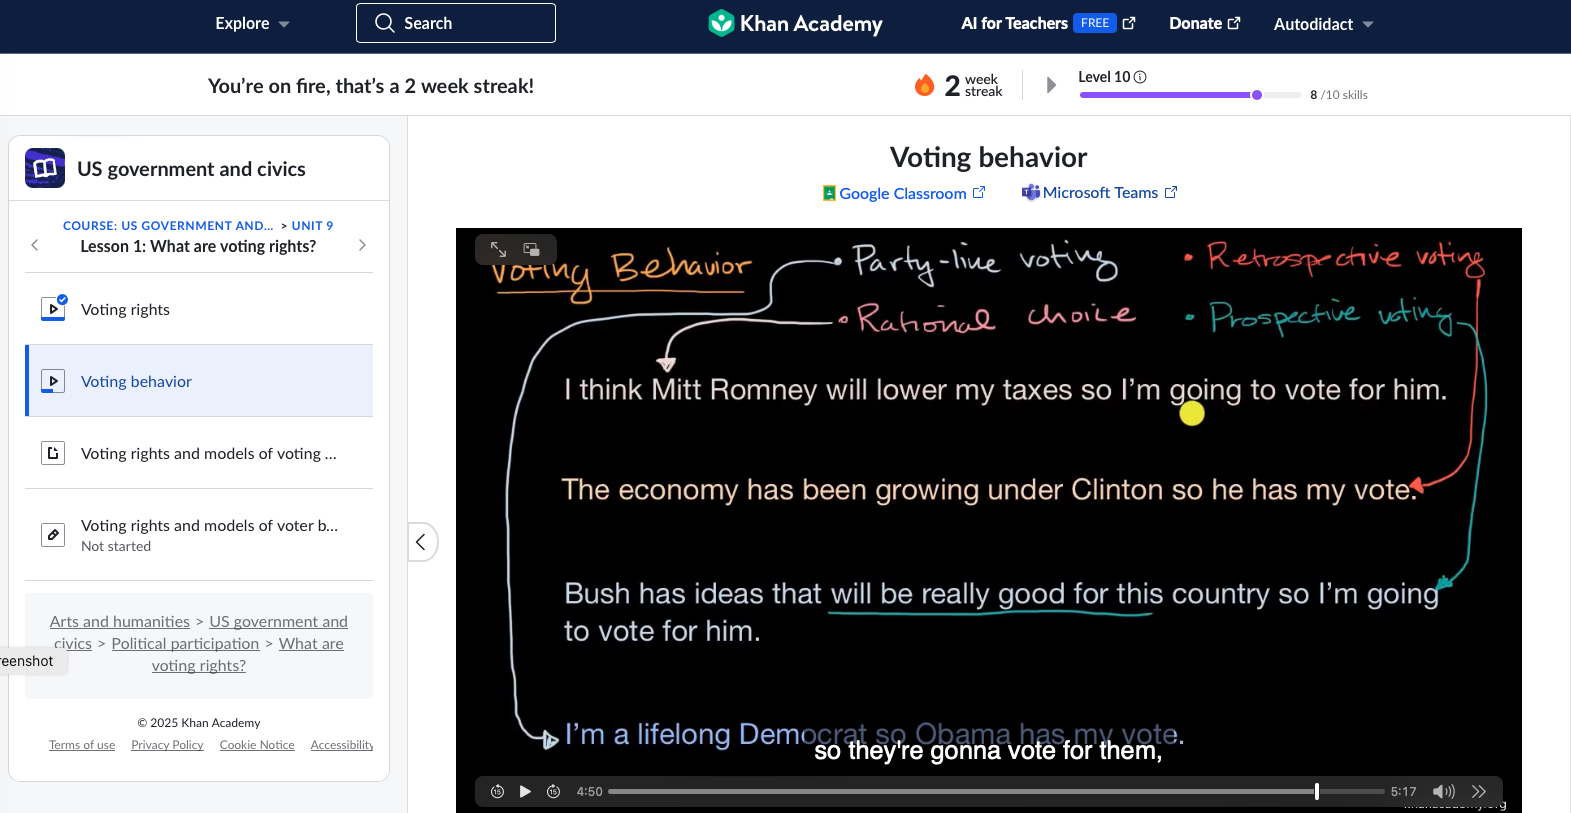 Explore
Search
Khan Academy
AI for Teachers FREE
Donate
Autodidact
You're on fire, that's a 2 week streak!
2 week streak
Level 10
8 /10 skills
US government and civics
COURSE: US GOVERNMENT AND... > UNIT 9
Lesson 1: What are voting rights?
Voting rights
Voting behavior
Voting rights and models of voting ...
Voting rights and models of voter b...
Not started
Arts and humanities > US government and
civics > Political participation > What are
voting rights?
reenshot
© 2025 Khan Academy
Terms of use Privacy Policy Cookie Notice Accessibility
Voting behavior
Google Classroom
Microsoft Teams
Voting Behavior
• Party-line voting
• Retrospective voting
• Rational choice
• Prospective voting
I think Mitt Romney will lower my taxes so I'm going to vote for him.
The economy has been growing under Clinton so he has my vote.
Bush has ideas that will be really good for this country so I'm going
to vote for him.
I'm a lifelong Democrat so Obama has my vote.
so they're gonna vote for them,
15
15
4:50
5:17
khanacademy.org